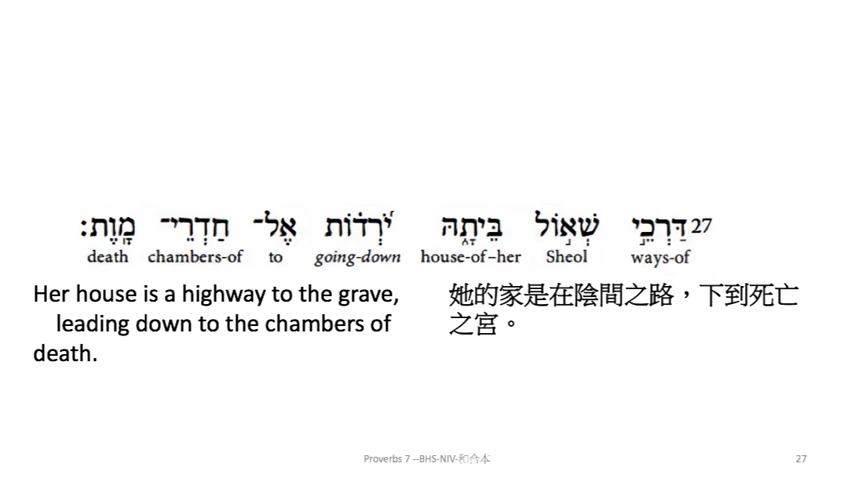 27 דַּרְכֵ֣י שְׁא֣וֹל בֵּיתָ֑הּ יֹ֝רְד֗וֹת אֶל־ חַדְרֵי־ מָֽוֶת׃
death chambers-of to going-down house-of-her Sheol ways-of
Her house is a highway to the grave,
leading down to the chambers of
death.
她的家是在陰間之路，下到死亡
之宮。
Proverbs 7 --BHS-NIV-和合本
27